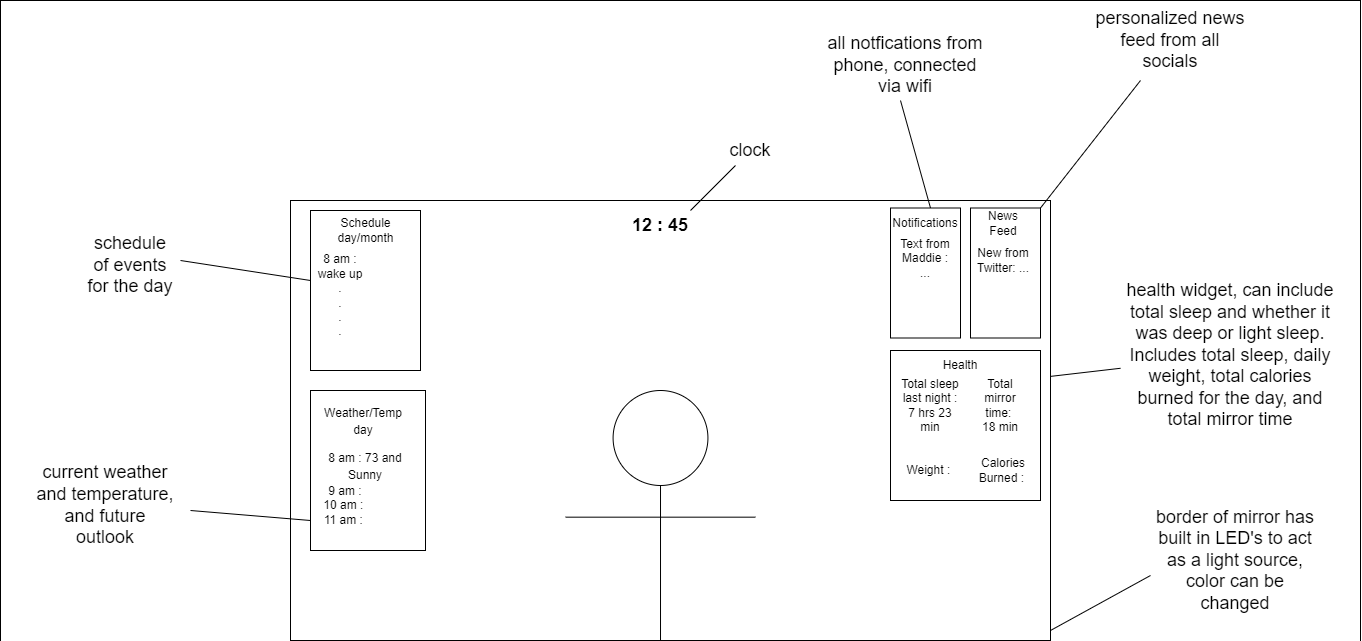 personalized news
feed from all
socials
all notfications from
phone, connected
via wifi
clock
schedule
of events
for the day
Schedule
day/month
8 am :
wake up
.
.
.
.
12 : 45
Notifications
Text from
Maddie :
...
News
Feed
New from
Twitter: ...
health widget, can include
total sleep and whether it
was deep or light sleep.
Includes total sleep, daily
weight, total calories
burned for the day, and
total mirror time
Health
Total sleep
last night :
7 hrs 23
min
Total
mirror
time:
18 min
Weight :
Calories
Burned :
Weather/Temp
day
8 am : 73 and
Sunny
9 am :
10 am :
11 am :
current weather
and temperature,
and future
outlook
border of mirror has
built in LED's to act
as a light source,
color can be
changed